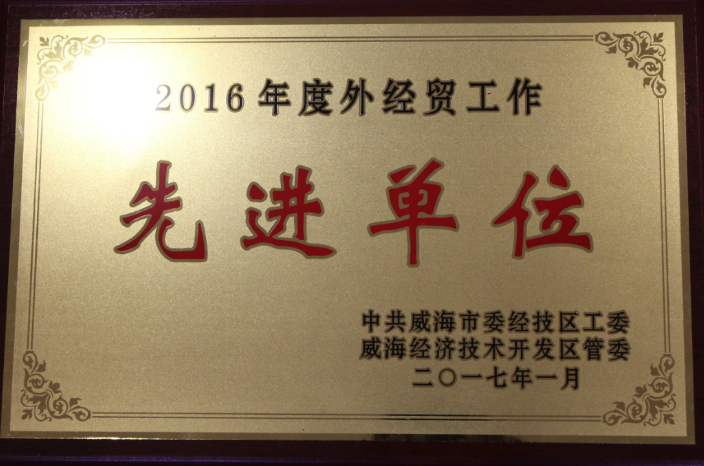 2016年度外经贸工作
先进单位
中共威海市委经技区工委
威海经济技术开发区管委
二〇一七年一月